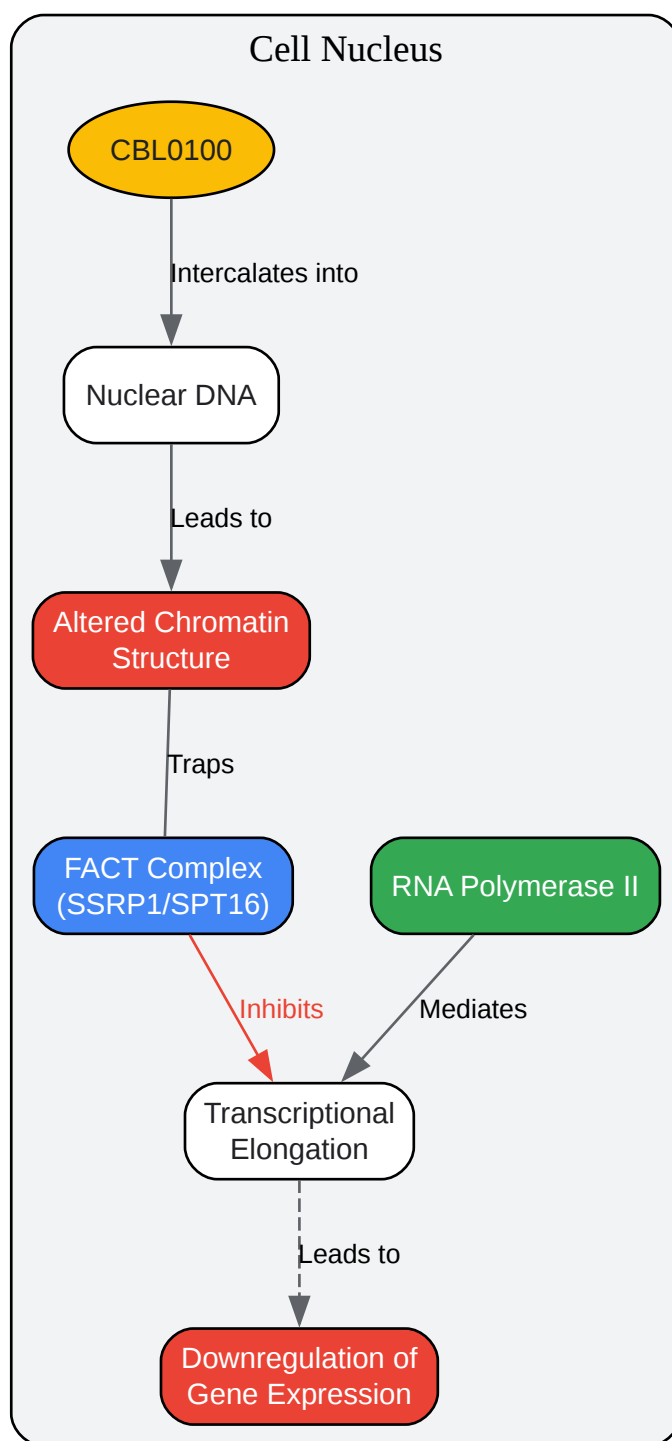 Cell Nucleus
CBL0100
Intercalates into
Nuclear DNA
Leads to
Altered Chromatin
Structure
Traps
FACT Complex
(SSRP1/SPT16)
RNA Polymerase II
Inhibits
Mediates
Transcriptional
Elongation
Leads to
Downregulation of
Gene Expression